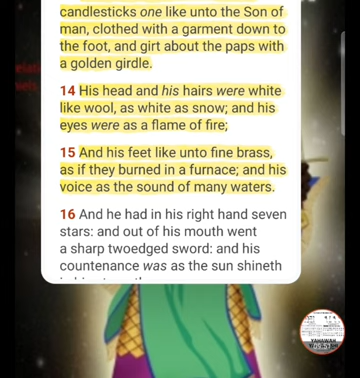 candlesticks one like unto the Son of
man, clothed with a garment down to
the foot, and girt about the paps with
a golden girdle.
14 His head and his hairs were white
like wool, as white as snow; and his
eyes were as a flame of fire;
15 And his feet like unto fine brass,
as if they burned in a furnace; and his
voice as the sound of many waters.
16 And he had in his right hand seven
stars: and out of his mouth went
a sharp twoedged sword: and his
countenance was as the sun shineth